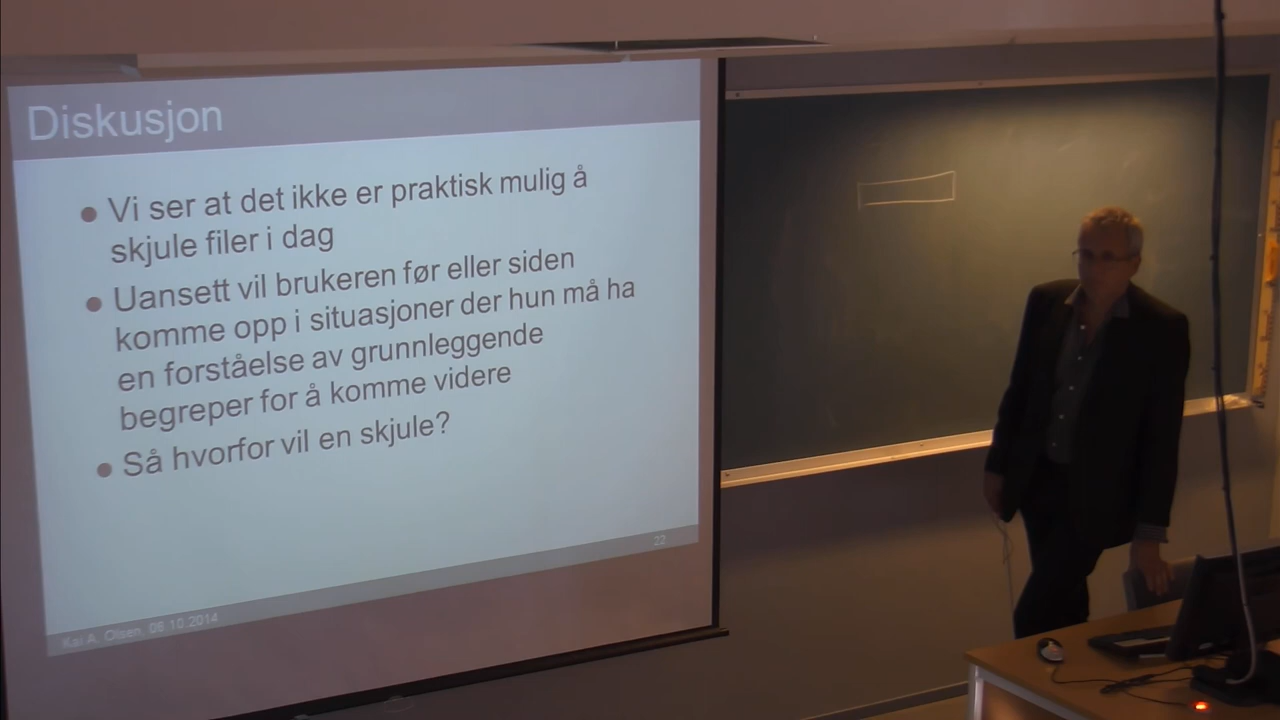 Diskusjon
● Vi ser at det ikke er praktisk mulig å
skjule filer i dag
● Uansett vil brukeren før eller siden
komme opp i situasjoner der hun må ha
en forståelse av grunnleggende
begreper for å komme videre
● Så hvorfor vil en skjule?
22
Kai A. Olsen, 06.10.2014